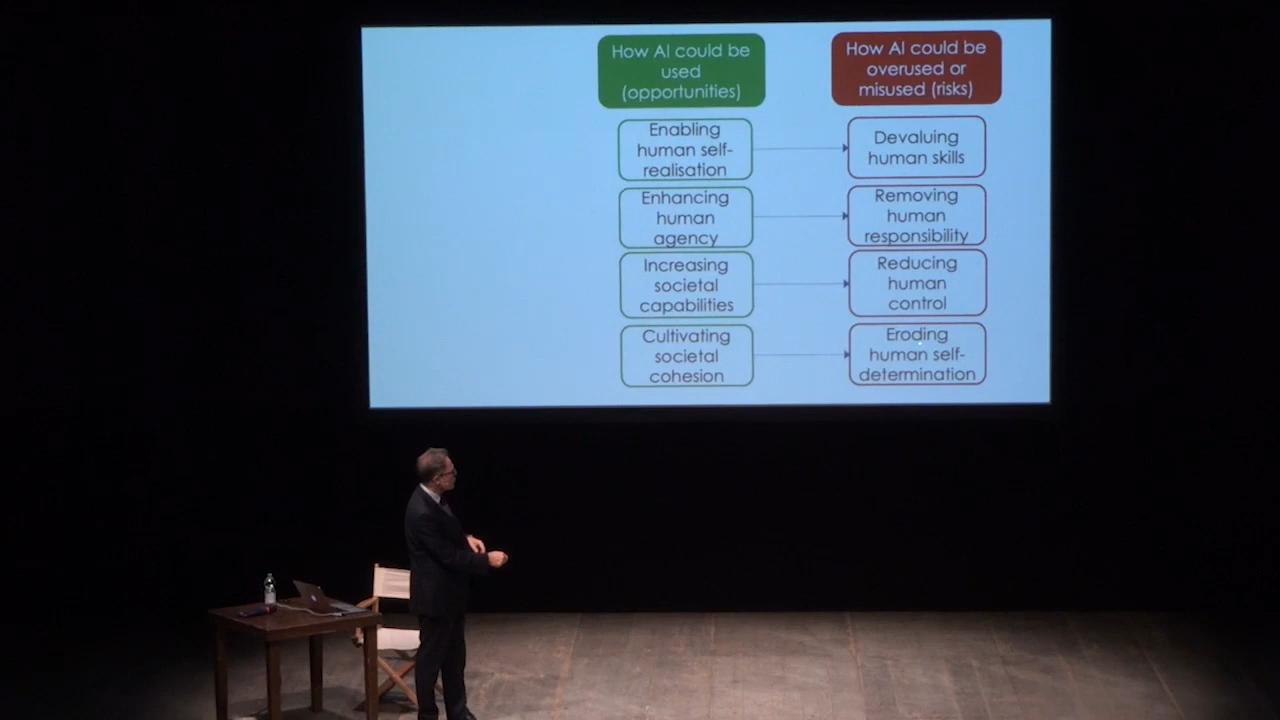 How AI could be
used
(opportunities)
How AI could be
overused or
misused (risks)
Enabling
human self-
realisation
Devaluing
human skills
Enhancing
human
agency
Removing
human
responsibility
Increasing
societal
capabilities
Reducing
human
control
Cultivating
societal
cohesion
Eroding
human self-
determination